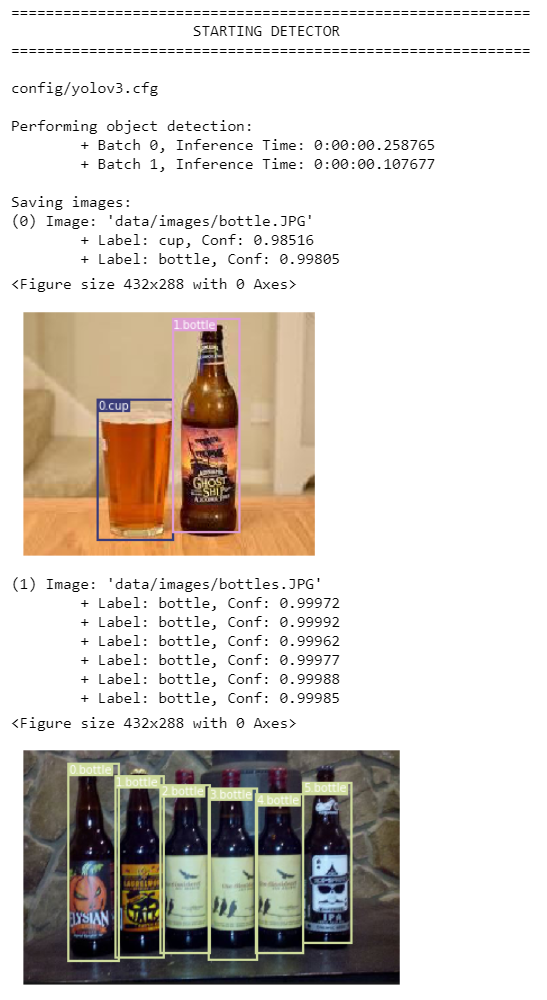 ============================================================
STARTING DETECTOR
============================================================
config/yolov3.cfg
Performing object detection:
+ Batch 0, Inference Time: 0:00:00.258765
+ Batch 1, Inference Time: 0:00:00.107677
Saving images:
(0) Image: 'data/images/bottle.JPG'
+ Label: cup, Conf: 0.98516
+ Label: bottle, Conf: 0.99805
<Figure size 432x288 with 0 Axes>
1.bottle
0.cup
ADNAMS
GHOST
SHIP
(1) Image: 'data/images/bottles.JPG'
+ Label: bottle, Conf: 0.99972
+ Label: bottle, Conf: 0.99992
+ Label: bottle, Conf: 0.99962
+ Label: bottle, Conf: 0.99977
+ Label: bottle, Conf: 0.99988
+ Label: bottle, Conf: 0.99985
<Figure size 432x288 with 0 Axes>
0.bottle
1.bottle
2.bottle
3.bottle
4.bottle
5.bottle
ELYSIAN
IPA